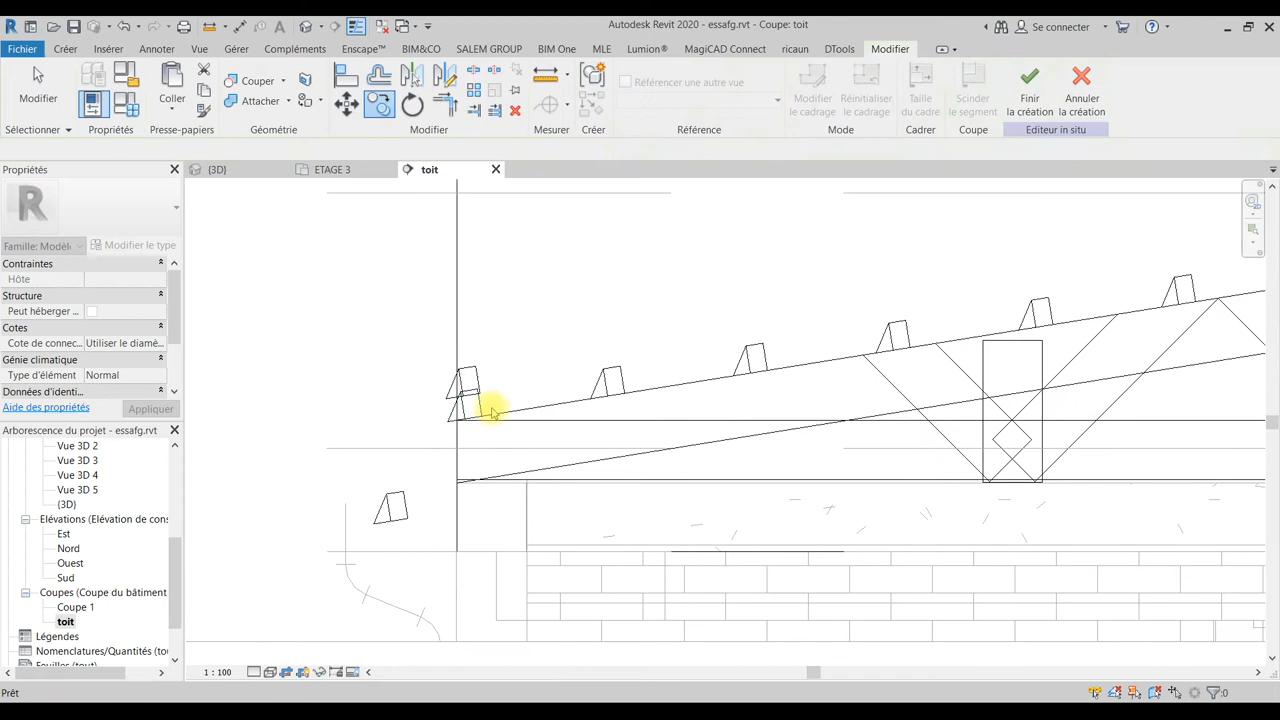 Autodesk Revit 2020 - essafg.rvt - Coupe: toit
Se connecter
Fichier Créer Insérer Annoter Vue Gérer Compléments Enscape™ BIM&CO SALEM GROUP BIM One MLE Lumion® MagiCAD Connect ricaun DTools Modifier
Modifier
Coller
Couper
Attacher
Référencer une autre vue
Modifier le cadrage
Réinitialiser le cadrage
Taille du cadre
Scinder le segment
Finir la création
Annuler la création
Sélectionner Propriétés Presse-papiers Géométrie Modifier Mesurer Créer Référence Mode Cadrer Coupe Editeur in situ
Propriétés
{3D} ETAGE 3 toit
Famille: Modèl
Modifier le type
Contraintes
Hôte
Structure
Peut héberger ...
Cotes
Cote de connec... Utiliser le diamè...
Génie climatique
Type d'élément Normal
Données d'identi...
Aide des propriétés
Appliquer
Arborescence du projet - essafg.rvt
Vue 3D 2
Vue 3D 3
Vue 3D 4
Vue 3D 5
{3D}
Elévations (Elévation de cons
Est
Nord
Ouest
Sud
Coupes (Coupe du bâtiment
Coupe 1
toit
Légendes
Nomenclatures/Quantités (tou
Feuilles (tout)
1 : 100
Prêt
:0